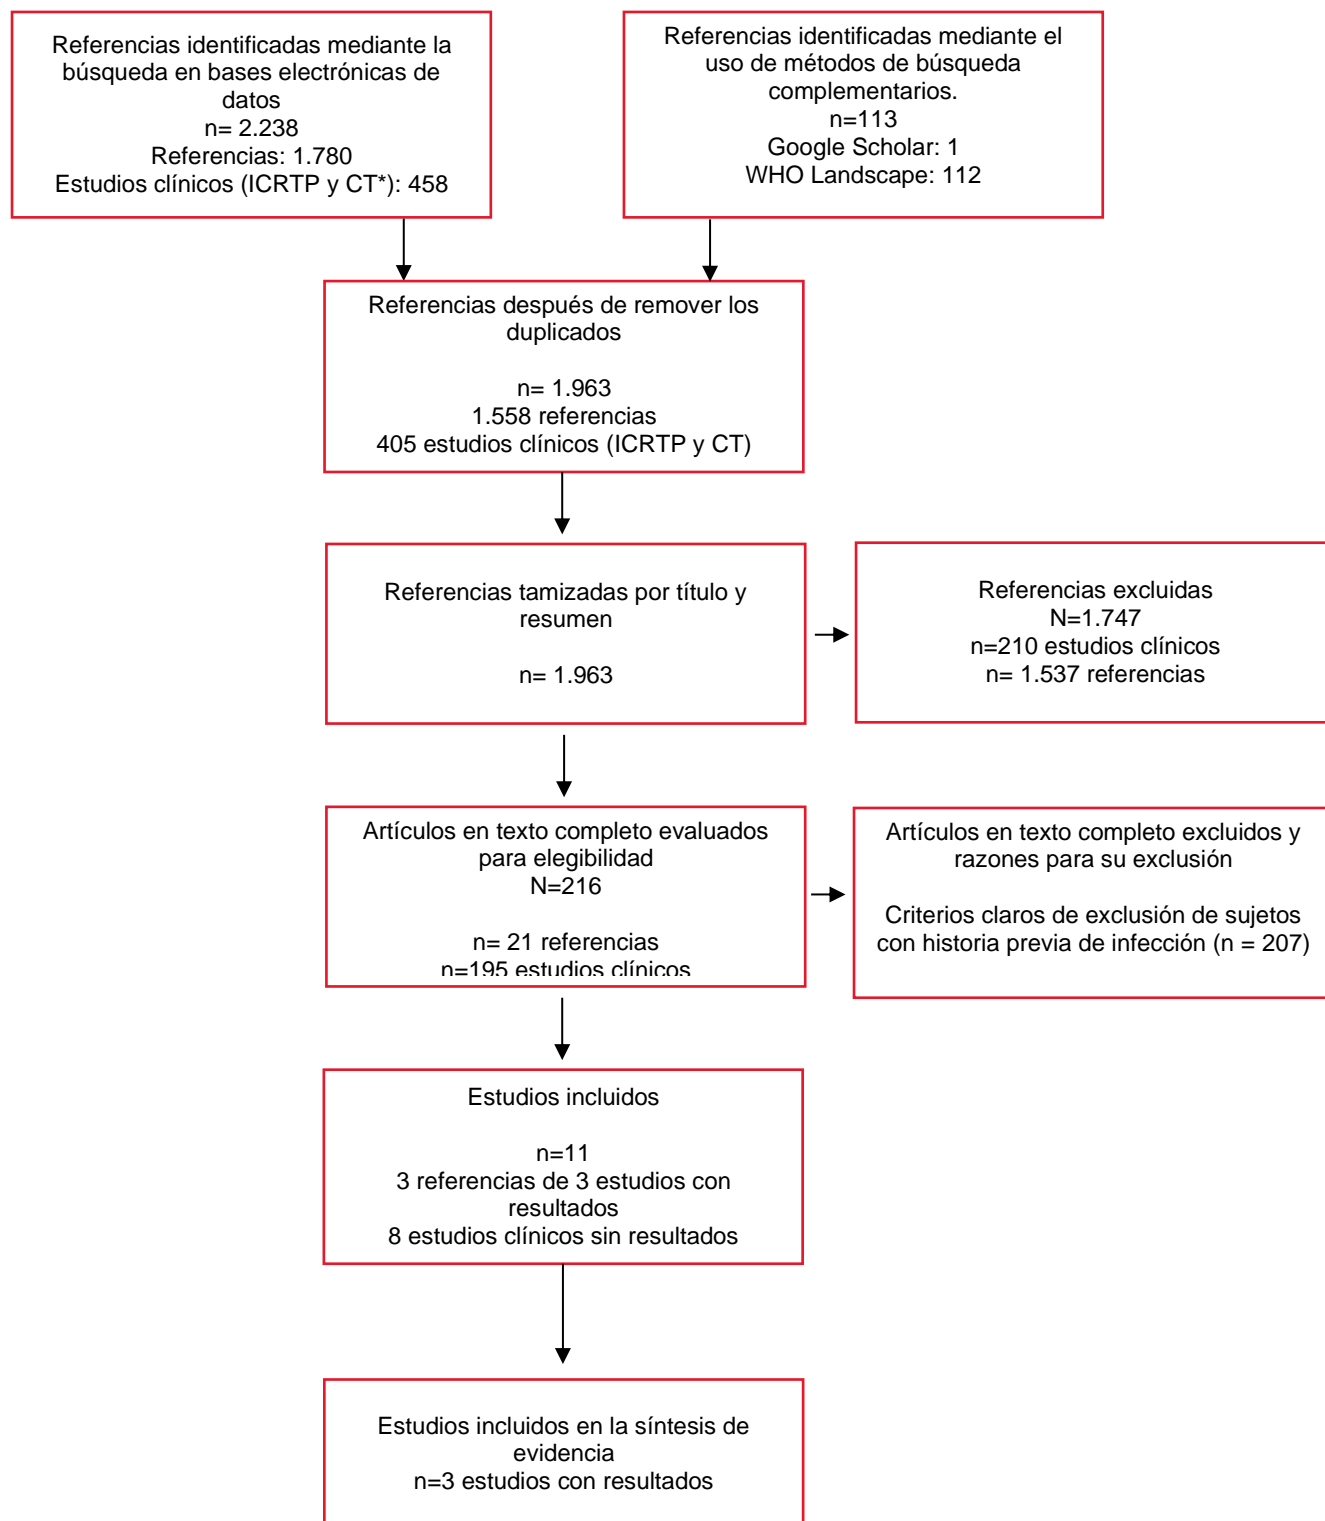 Referencias identificadas mediante la
búsqueda en bases electrónicas de
datos
n= 2.238
Referencias: 1.780
Estudios clínicos (ICRTP y CT*): 458
Referencias identificadas mediante el
uso de métodos de búsqueda
complementarios.
n=113
Google Scholar: 1
WHO Landscape: 112
Referencias después de remover los
duplicados
n= 1.963
1.558 referencias
405 estudios clínicos (ICRTP y CT)
Referencias tamizadas por título y
resumen
n= 1.963
Referencias excluidas
N=1.747
n=210 estudios clínicos
n= 1.537 referencias
Artículos en texto completo evaluados
para elegibilidad
N=216
n= 21 referencias
n=195 estudios clínicos
Artículos en texto completo excluidos y
razones para su exclusión
Criterios claros de exclusión de sujetos
con historia previa de infección (n = 207)
Estudios incluidos
n=11
3 referencias de 3 estudios con
resultados
8 estudios clínicos sin resultados
Estudios incluidos en la síntesis de
evidencia
n=3 estudios con resultados